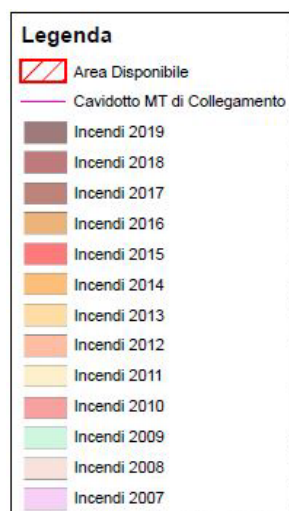 Legenda
Area Disponibile
Cavidotto MT di Collegamento
Incendi 2019
Incendi 2018
Incendi 2017
Incendi 2016
Incendi 2015
Incendi 2014
Incendi 2013
Incendi 2012
Incendi 2011
Incendi 2010
Incendi 2009
Incendi 2008
Incendi 2007